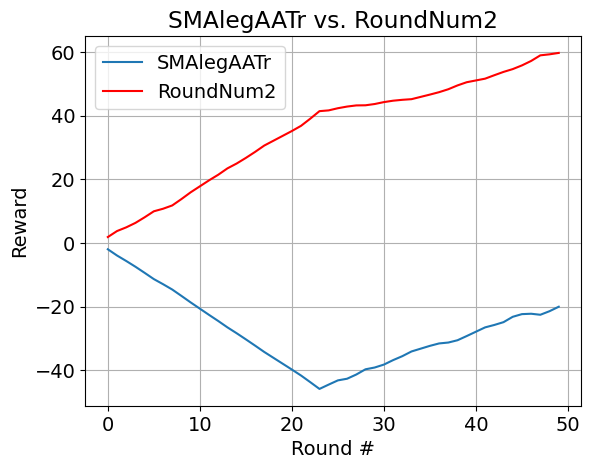 SMAlegAATr vs. RoundNum2
SMAlegAATr
RoundNum2
Reward
60
40
20
0
−20
−40
0 10 20 30 40 50
Round #